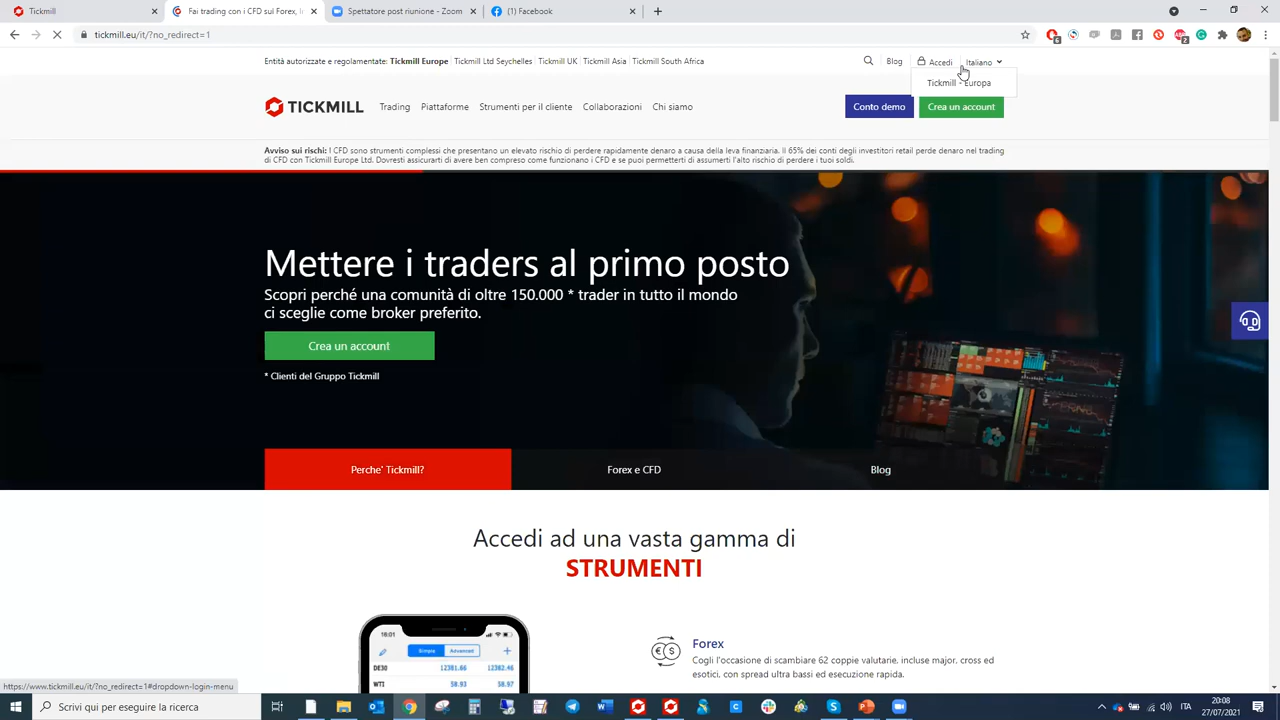 Tickmill
Fai trading con i CFD su Forex, I
Spettatore post riunione - Zoom
(1) Facebook
tickmill.eu/it/?no_redirect=1
Entità autorizzate e regolamentate: Tickmill Europe | Tickmill Ltd Seychelles | Tickmill UK | Tickmill Asia | Tickmill South Africa
Blog
Accedi
Italiano
Tickmill - Europa
TICKMILL
Trading
Piattaforme
Strumenti per il cliente
Collaborazioni
Chi siamo
Conto demo
Crea un account
Avviso sui rischi: I CFD sono strumenti complessi che presentano un elevato rischio di perdere rapidamente denaro a causa della leva finanziaria. Il 65% dei conti degli investitori retail perde denaro nel trading
di CFD con Tickmill Europe Ltd. Dovresti assicurarti di avere ben compreso come funzionano i CFD e se puoi permetterti di assumerti l'alto rischio di perdere i tuoi soldi.
Mettere i traders al primo posto
Scopri perché una comunità di oltre 150.000 * trader in tutto il mondo
ci sceglie come broker preferito.
Crea un account
* Clienti del Gruppo Tickmill
Perche' Tickmill?
Forex e CFD
Blog
Accedi ad una vasta gamma di
STRUMENTI
16:01
Simple
Advanced
DE30 12381.66 12382.46
WTI 58.93 58.97
Forex
Cogli l'occasione di scambiare 62 coppie valutarie, incluse major, cross ed
esotici, con spread ultra bassi ed esecuzione rapida.
https://www.tickmill.eu/it/?no_redirect=1#dropdown-login-menu
Scrivi qui per eseguire la ricerca
ITA
20:08
27/07/2021